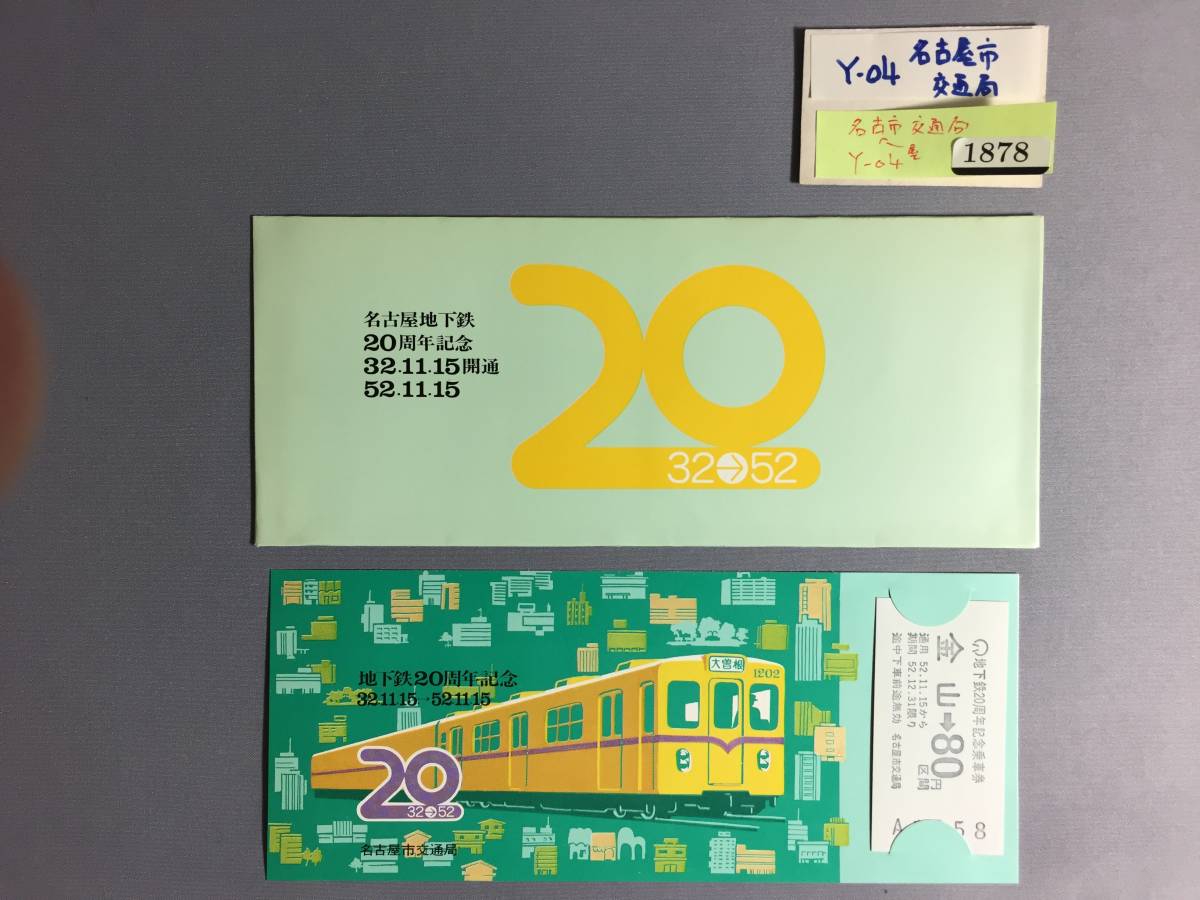 Y-04 名古屋市
交通局
名古市交通局
屋
Y-04
1878
名古屋地下鉄
20周年記念
32.11.15開通
52.11.15
20
32→52
地下鉄20周年記念
32・11・15→52・11・15
大曽根
1202
20
32→52
名古屋市交通局
地下鉄20周年記念乗車券
金山➡80円
区間
通用 52.11.15から
期間 52.12.31限り
途中下車前途無効 名古屋市交通局